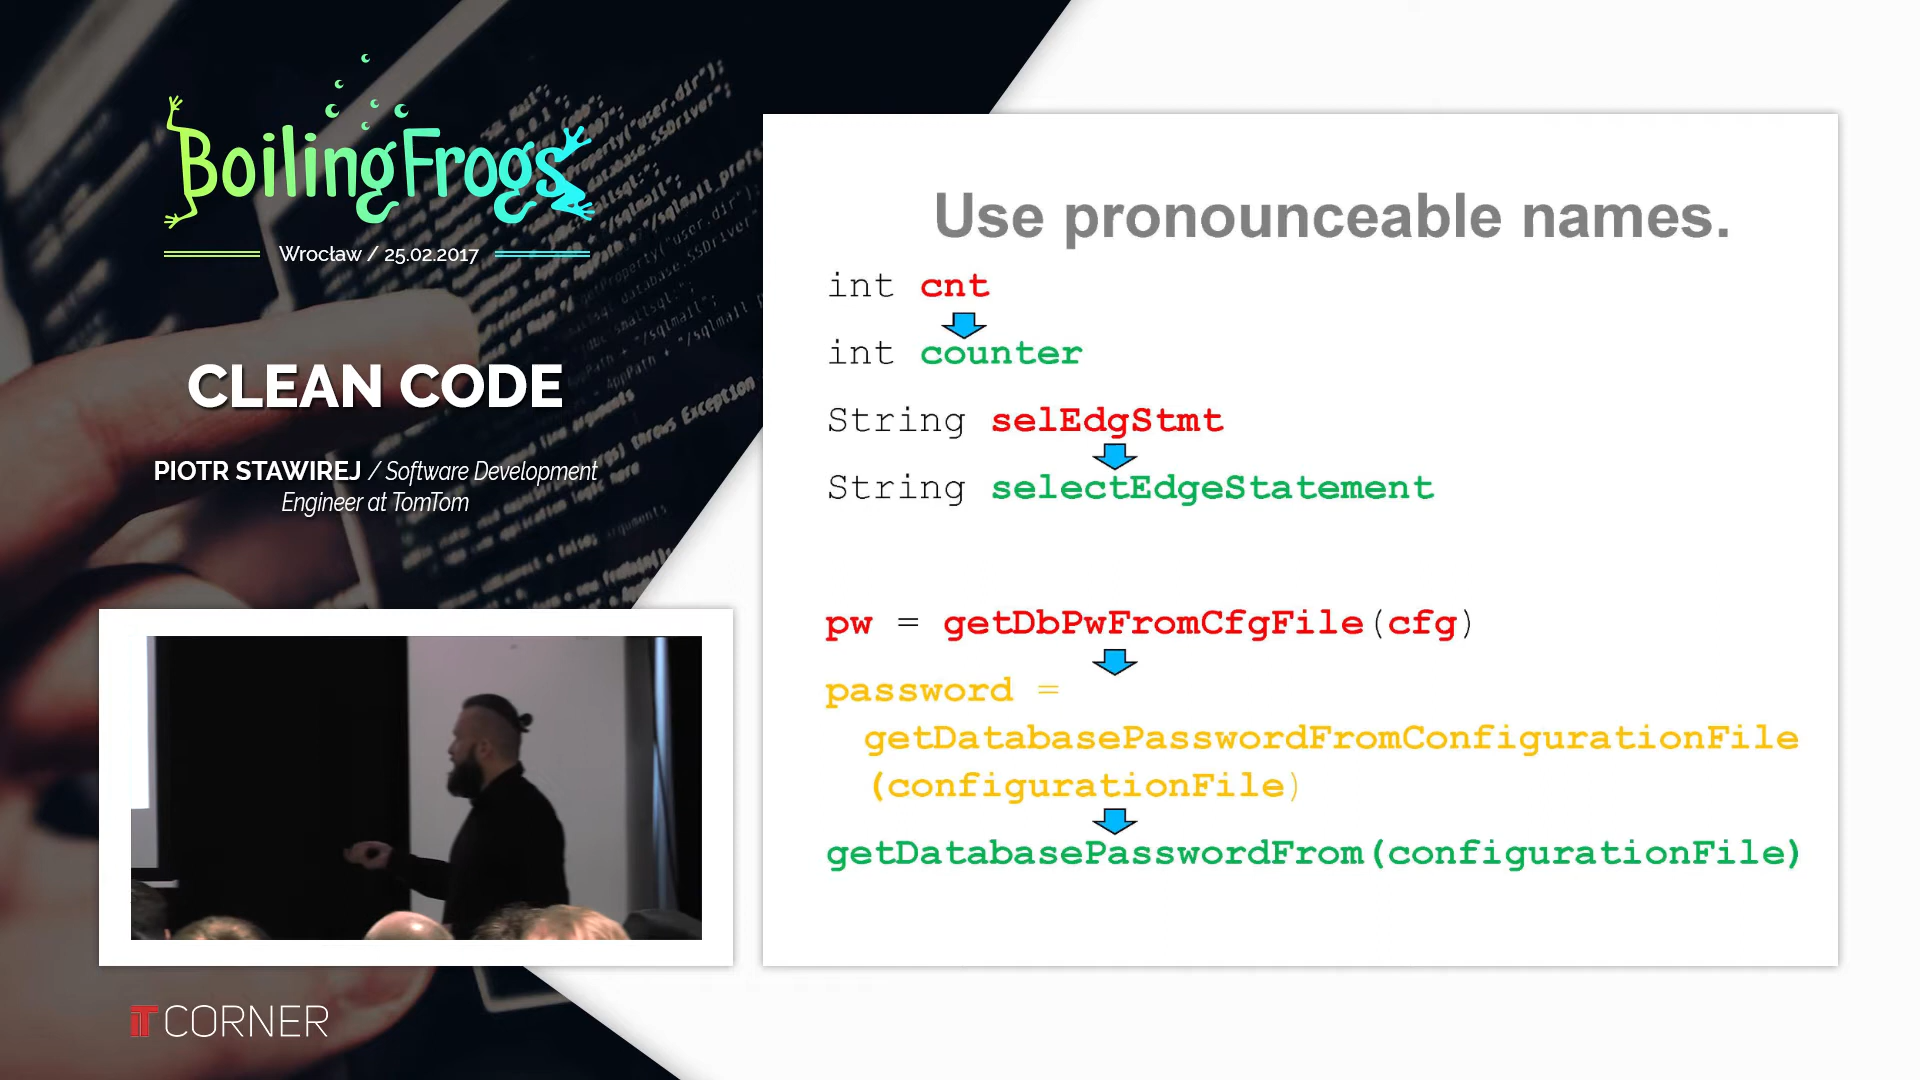 BoilingFrogs
Wrocław / 25.02.2017
CLEAN CODE
PIOTR STAWIREJ / Software Development
Engineer at TomTom
IT CORNER
Use pronounceable names.
int cnt
int counter
String selEdgStmt
String selectEdgeStatement
pw = getDbPwFromCfgFile(cfg)
password =
getDatabasePasswordFromConfigurationFile
(configurationFile)
getDatabasePasswordFrom(configurationFile)